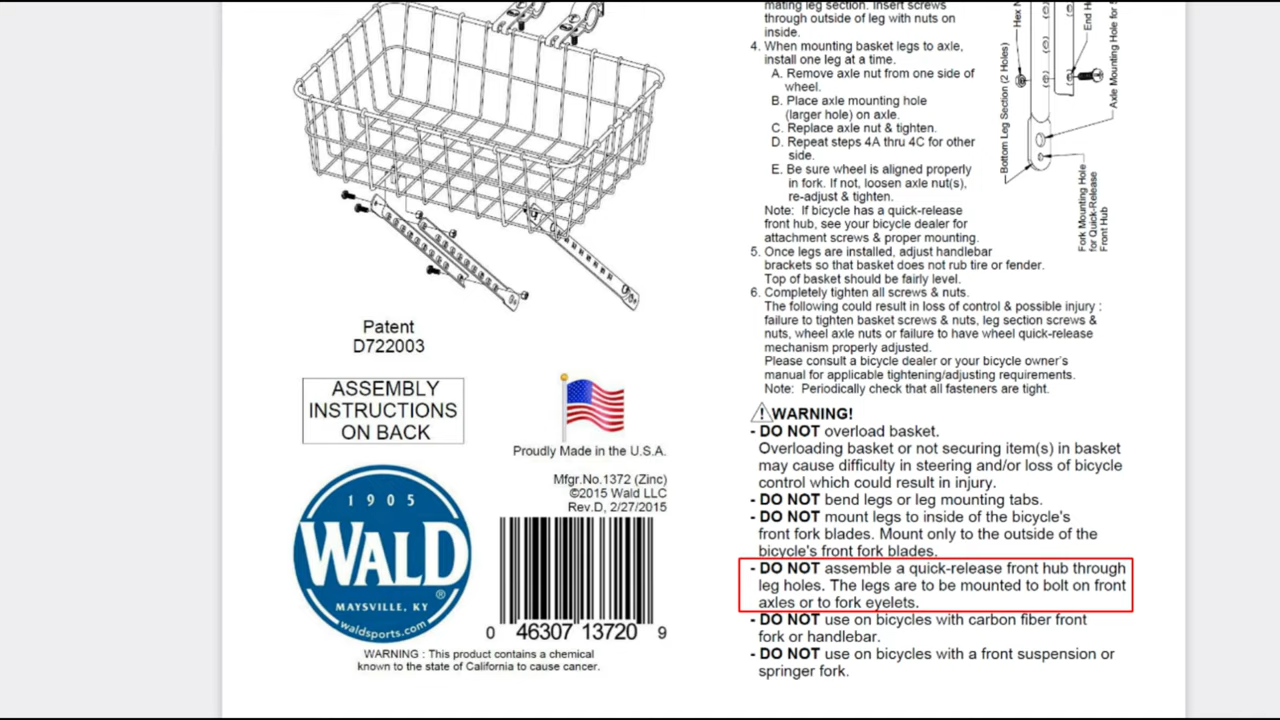 Patent
D722003
ASSEMBLY
INSTRUCTIONS
ON BACK
Proudly Made in the U.S.A.
1905
WALD
®
MAYSVILLE, KY
waldsports.com
Mfgr.No.1372 (Zinc)
©2015 Wald LLC
Rev.D, 2/27/2015
0 46307 13720 9
WARNING : This product contains a chemical
known to the state of California to cause cancer.
mating leg section. Insert screws
through outside of leg with nuts on
inside.
4. When mounting basket legs to axle,
install one leg at a time.
A. Remove axle nut from one side of
wheel.
B. Place axle mounting hole
(larger hole) on axle.
C. Replace axle nut & tighten.
D. Repeat steps 4A thru 4C for other
side.
E. Be sure wheel is aligned properly
in fork. If not, loosen axle nut(s),
re-adjust & tighten.
Note: If bicycle has a quick-release
front hub, see your bicycle dealer for
attachment screws & proper mounting.
5. Once legs are installed, adjust handlebar
brackets so that basket does not rub tire or fender.
Top of basket should be fairly level.
6. Completely tighten all screws & nuts.
The following could result in loss of control & possible injury :
failure to tighten basket screws & nuts, leg section screws &
nuts, wheel axle nuts or failure to have wheel quick-release
mechanism properly adjusted.
Please consult a bicycle dealer or your bicycle owner's
manual for applicable tightening/adjusting requirements.
Note: Periodically check that all fasteners are tight.
Bottom Leg Section (2 Holes)
Hex
End
Axle Mounting Hole for
Fork Mounting Hole
for Quick-Release
Front Hub
! WARNING!
- DO NOT overload basket.
Overloading basket or not securing item(s) in basket
may cause difficulty in steering and/or loss of bicycle
control which could result in injury.
- DO NOT bend legs or leg mounting tabs.
- DO NOT mount legs to inside of the bicycle's
front fork blades. Mount only to the outside of the
bicycle's front fork blades.
- DO NOT assemble a quick-release front hub through
leg holes. The legs are to be mounted to bolt on front
axles or to fork eyelets.
- DO NOT use on bicycles with carbon fiber front
fork or handlebar.
- DO NOT use on bicycles with a front suspension or
springer fork.